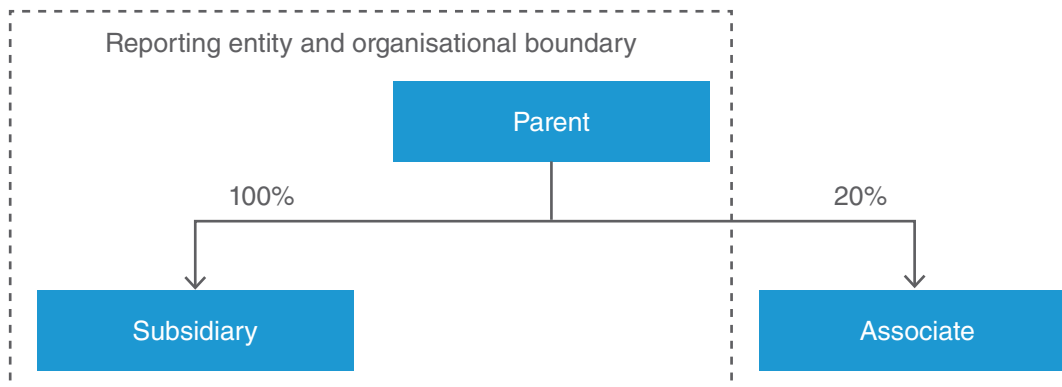 Reporting entity and organisational boundary
Parent
100%
20%
Subsidiary
Associate